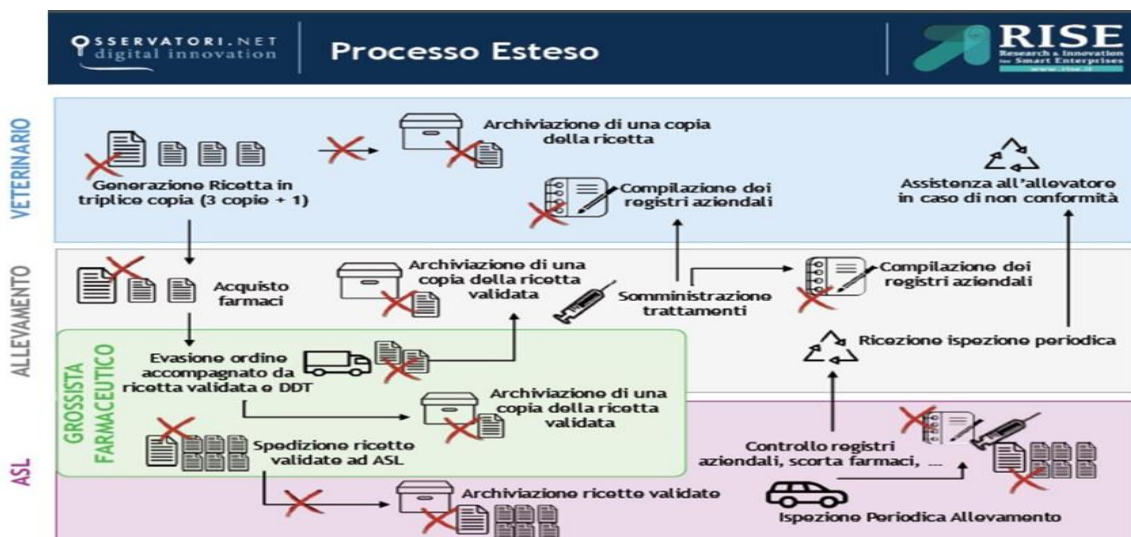 OSSERVATORI.NET
digital innovation
Processo Esteso
RISE
Research & Innovation
for Smart Enterprises
www.rise.it
VETERINARIO
Generazione Ricetta in
triplice copia (3 copie + 1)
Archiviazione di una copia
della ricetta
Compilazione dei
registri aziendali
Assistenza all'allevatore
in caso di non conformità
ALLEVAMENTO
Acquisto
farmaci
Archiviazione di una
copia della ricetta
validata
Somministrazione
trattamenti
Compilazione dei
registri aziendali
Ricezione ispezione periodica
GROSSISTA
FARMACEUTICO
Evasione ordine
accompagnato da
ricetta validata e DDT
Archiviazione di una
copia della ricetta
validata
Spedizione ricette
validate ad ASL
ASL
Archiviazione ricette validate
Controllo registri
aziendali, scorta farmaci, ...
Ispezione Periodica Allevamento